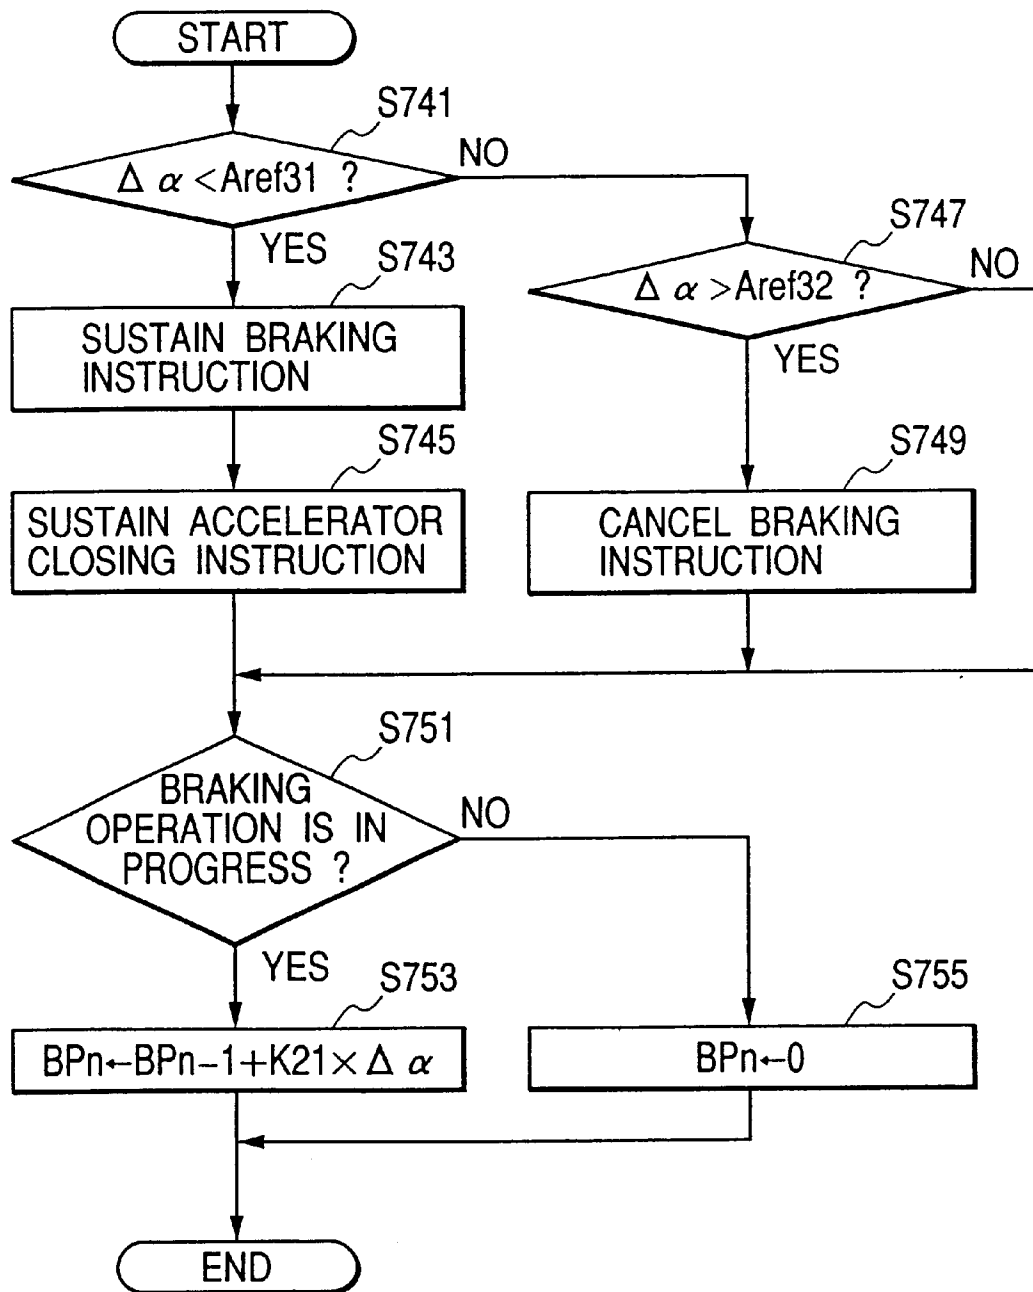 START
S741
Δ α <Aref31 ?
NO
YES
S743
SUSTAIN BRAKING
INSTRUCTION
S745
SUSTAIN ACCELERATOR
CLOSING INSTRUCTION
S747
Δ α >Aref32 ?
NO
YES
S749
CANCEL BRAKING
INSTRUCTION
S751
BRAKING
OPERATION IS IN
PROGRESS ?
NO
YES
S753
BPn←BPn-1+K21×Δ α
S755
BPn←0
END